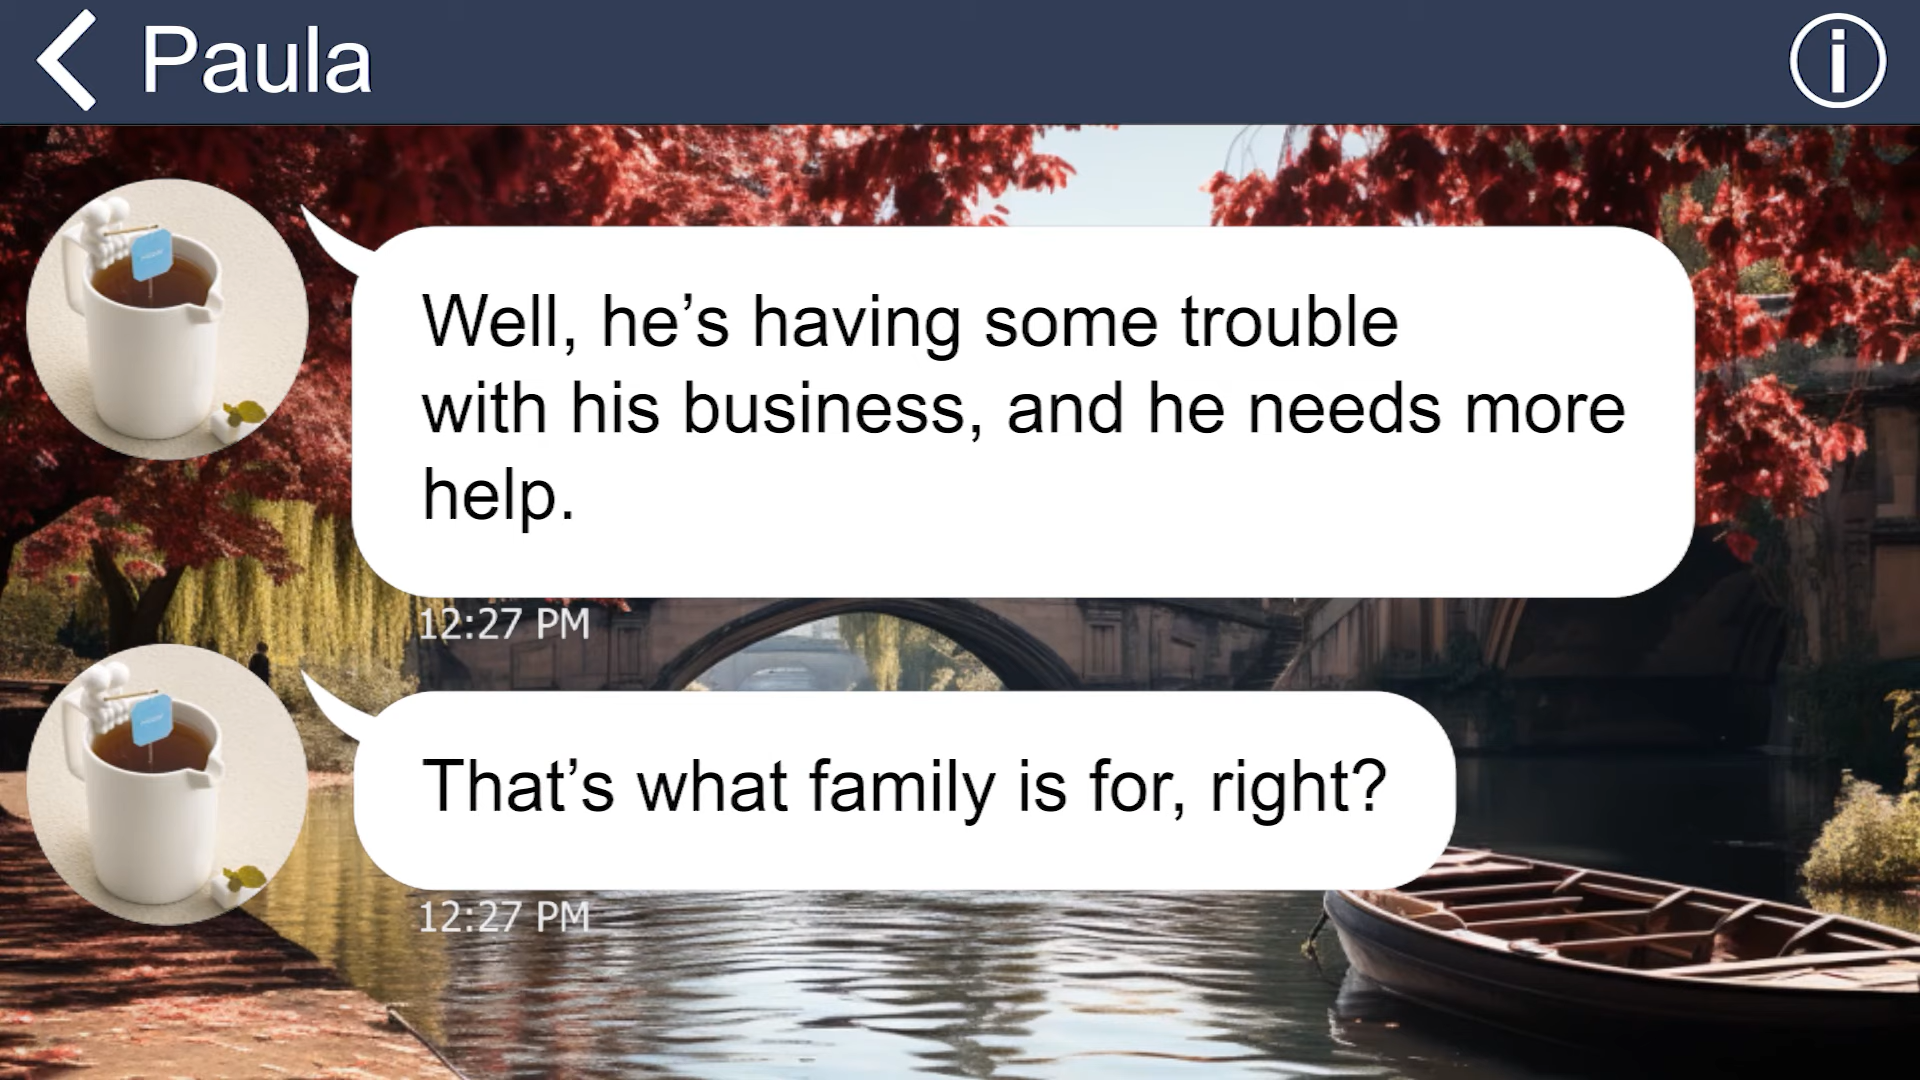 Paula
Well, he’s having some trouble
with his business, and he needs more
help.
12:27 PM
That’s what family is for, right?
12:27 PM